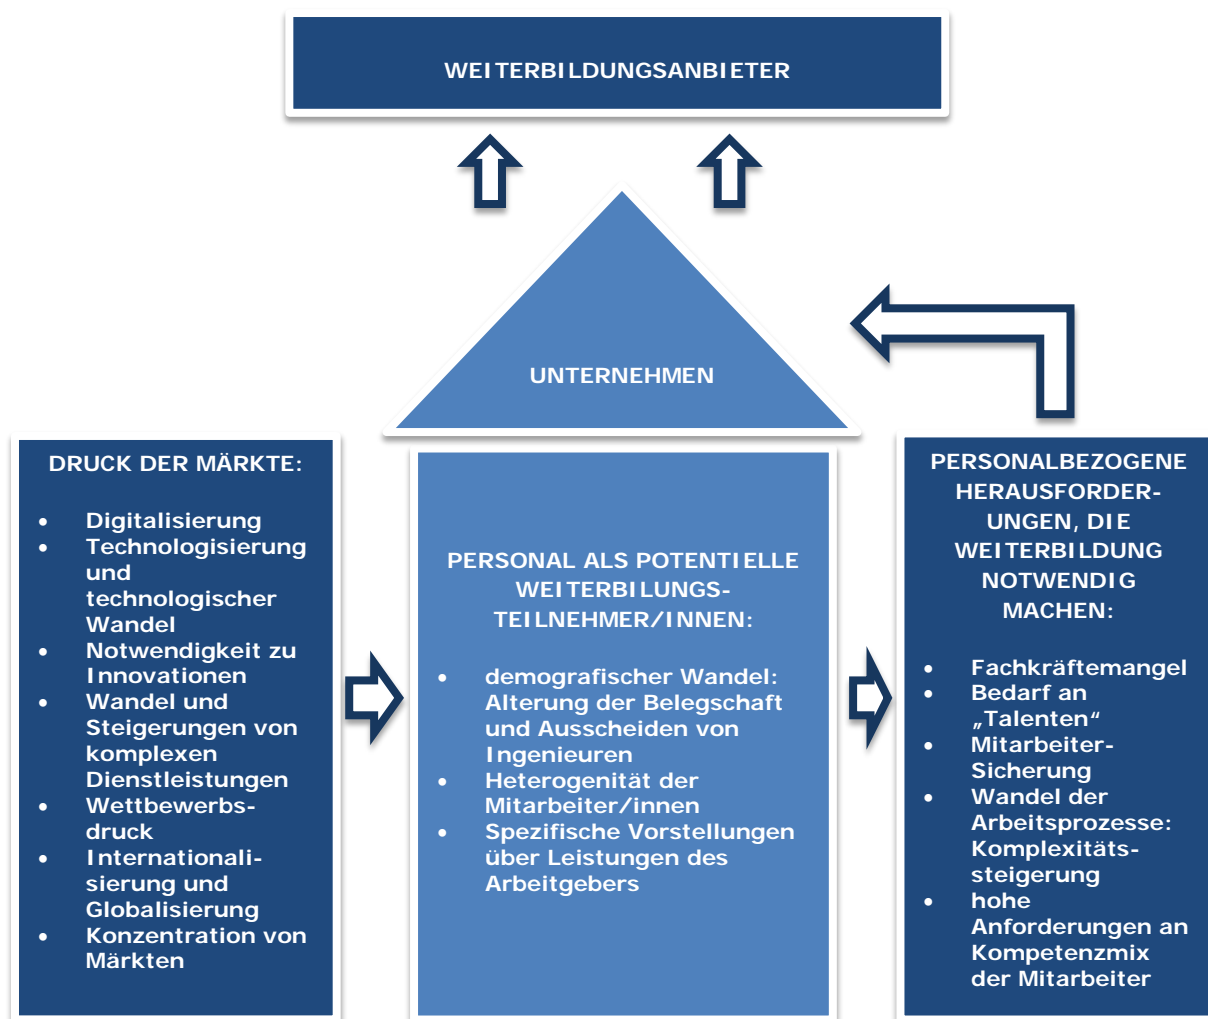 WEITERBILDUNGSANBIETER
UNTERNEHMEN
DRUCK DER MÄRKTE:
• Digitalisierung
• Technologisierung
und
technologischer
Wandel
• Notwendigkeit zu
Innovationen
• Wandel und
Steigerungen von
komplexen
Dienstleistungen
• Wettbewerbs-
druck
• Internationali-
sierung und
Globalisierung
• Konzentration von
Märkten
PERSONAL ALS POTENTIELLE
WEITERBILUNGS-
TEILNEHMER/INNEN:
• demografischer Wandel:
Alterung der Belegschaft
und Ausscheiden von
Ingenieuren
• Heterogenität der
Mitarbeiter/innen
• Spezifische Vorstellungen
über Leistungen des
Arbeitgebers
PERSONALBEZOGENE
HERAUSFORDER-
UNGEN, DIE
WEITERBILDUNG
NOTWENDIG
MACHEN:
• Fachkräftemangel
• Bedarf an
„Talenten“
• Mitarbeiter-
Sicherung
• Wandel der
Arbeitsprozesse:
Komplexitäts-
steigerung
• hohe
Anforderungen an
Kompetenzmix
der Mitarbeiter